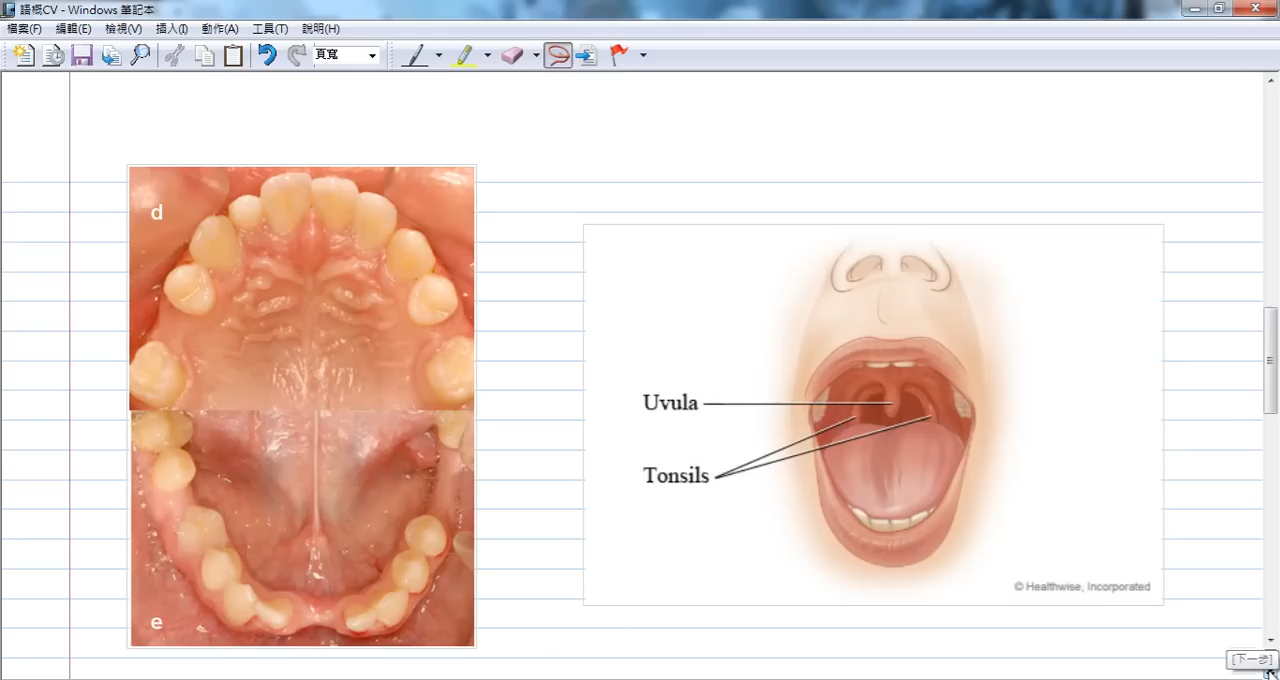 語概CV - Windows 筆記本
檔案(F) 編輯(E) 檢視(V) 插入(I) 動作(A) 工具(T) 說明(H)
頁寬
d
Uvula
Tonsils
© Healthwise, Incorporated
e
[下一步]